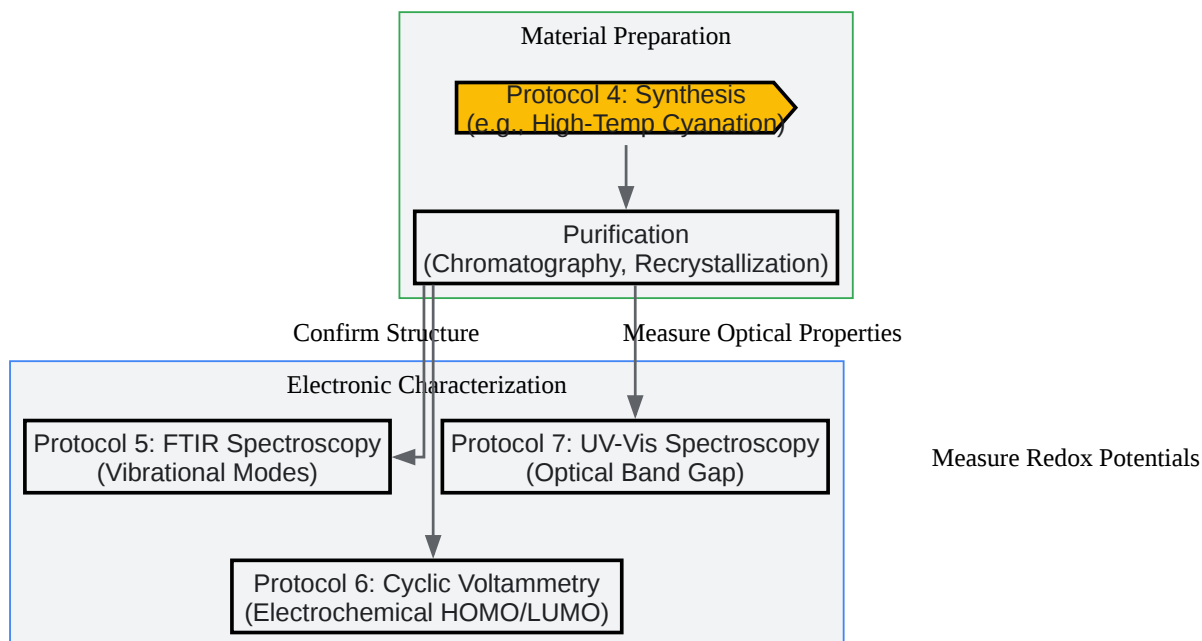 Material Preparation
Protocol 4: Synthesis
(e.g., High-Temp Cyanation)
Purification
(Chromatography, Recrystallization)
Confirm Structure
Measure Optical Properties
Electronic Characterization
Protocol 5: FTIR Spectroscopy
(Vibrational Modes)
Protocol 7: UV-Vis Spectroscopy
(Optical Band Gap)
Measure Redox Potentials
Protocol 6: Cyclic Voltammetry
(Electrochemical HOMO/LUMO)